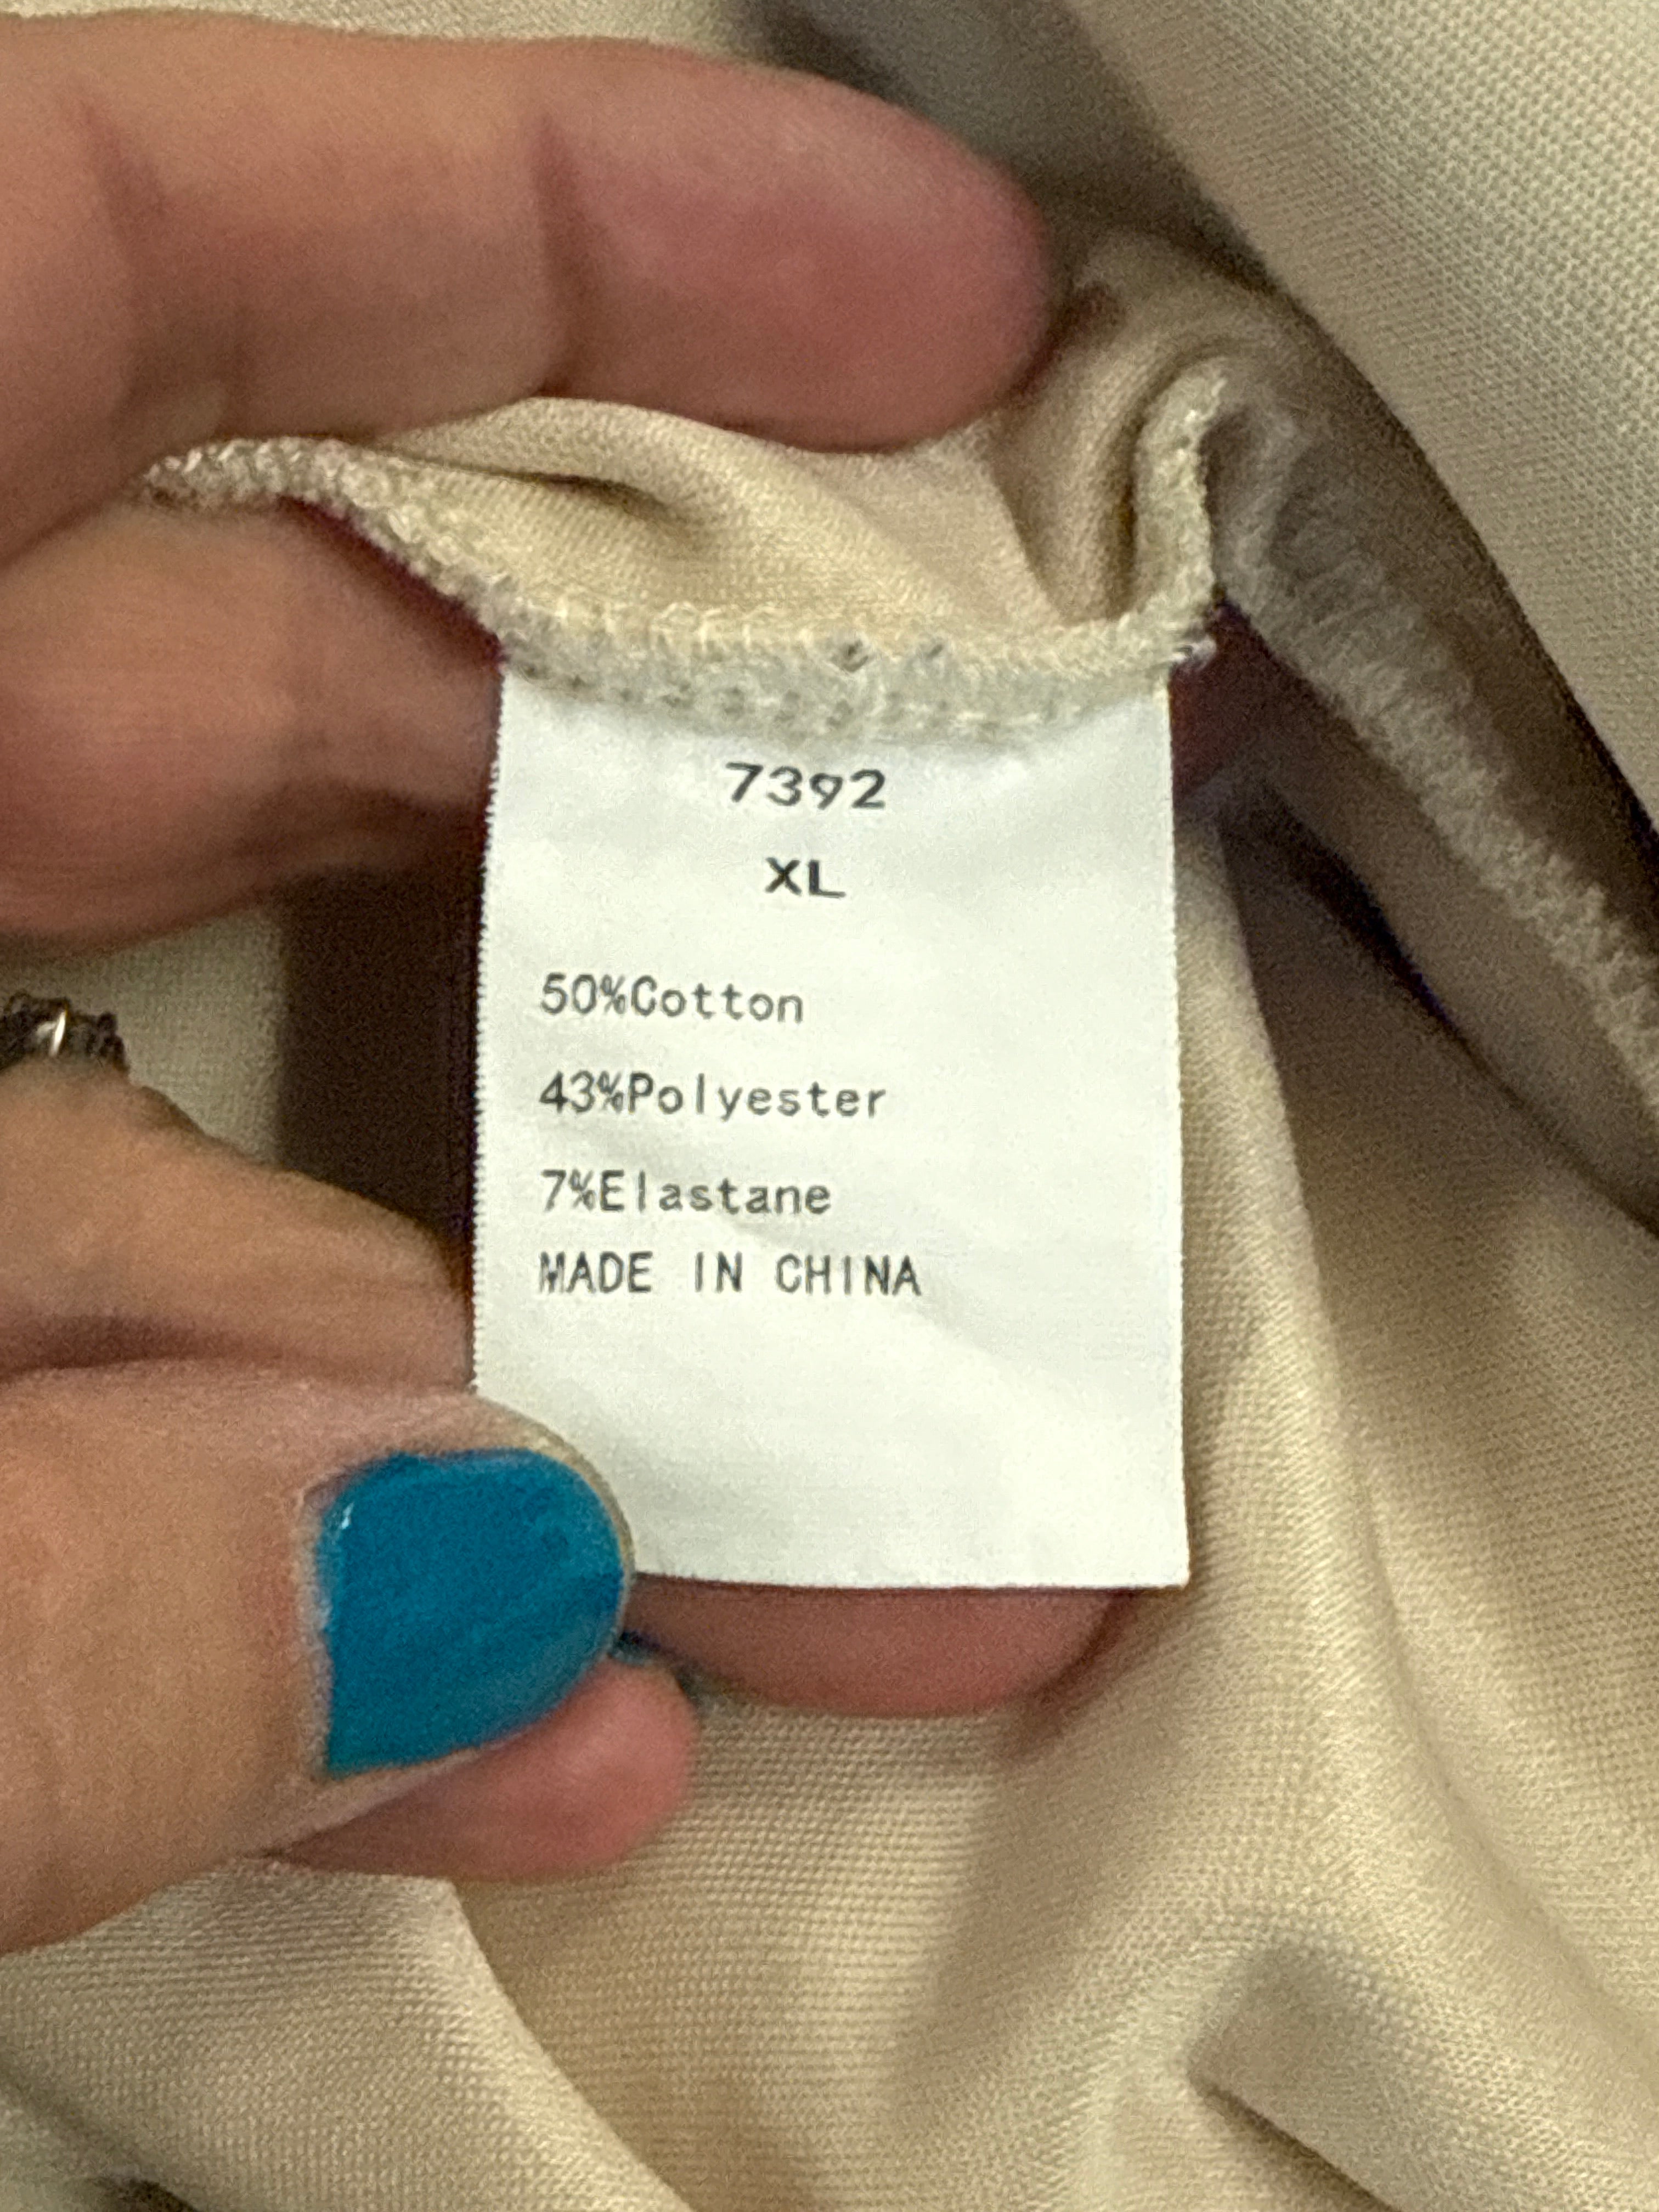 7392
XL
50%Cotton
43%Polyester
7%Elastane
MADE IN CHINA